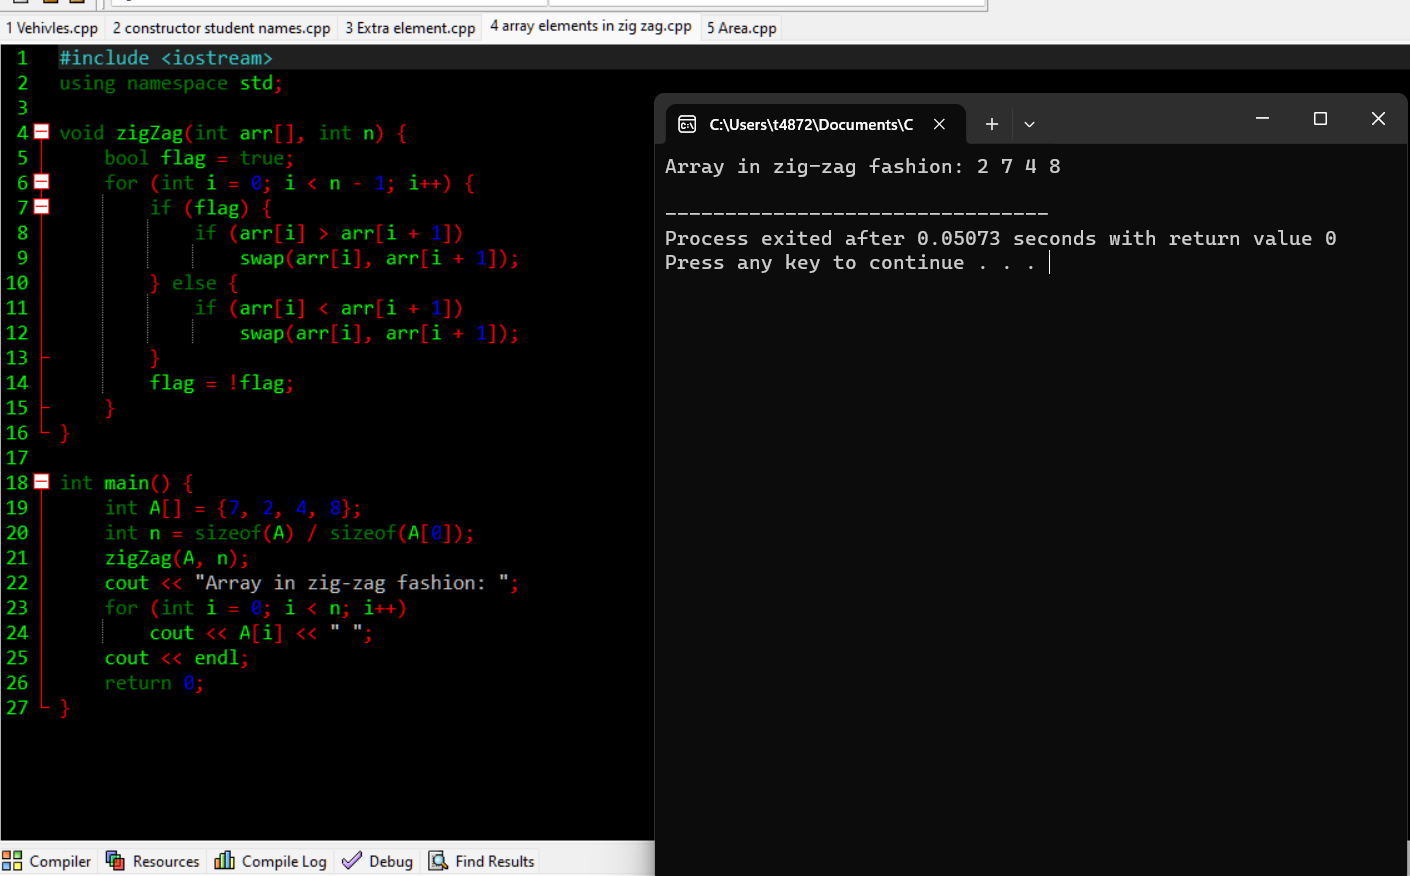 1 Vehivles.cpp 2 constructor student names.cpp 3 Extra element.cpp 4 array elements in zig zag.cpp 5 Area.cpp
1 #include <iostream>
2 using namespace std;
3
4 void zigZag(int arr[], int n) {
5     bool flag = true;
6     for (int i = 0; i < n - 1; i++) {
7         if (flag) {
8             if (arr[i] > arr[i + 1])
9                 swap(arr[i], arr[i + 1]);
10         } else {
11             if (arr[i] < arr[i + 1])
12                 swap(arr[i], arr[i + 1]);
13         }
14         flag = !flag;
15     }
16 }
17
18 int main() {
19     int A[] = {7, 2, 4, 8};
20     int n = sizeof(A) / sizeof(A[0]);
21     zigZag(A, n);
22     cout << "Array in zig-zag fashion: ";
23     for (int i = 0; i < n; i++)
24         cout << A[i] << " ";
25     cout << endl;
26     return 0;
27 }
C:\Users\t4872\Documents\C
Array in zig-zag fashion: 2 7 4 8
--------------------------------
Process exited after 0.05073 seconds with return value 0
Press any key to continue . . .
Compiler Resources Compile Log Debug Find Results